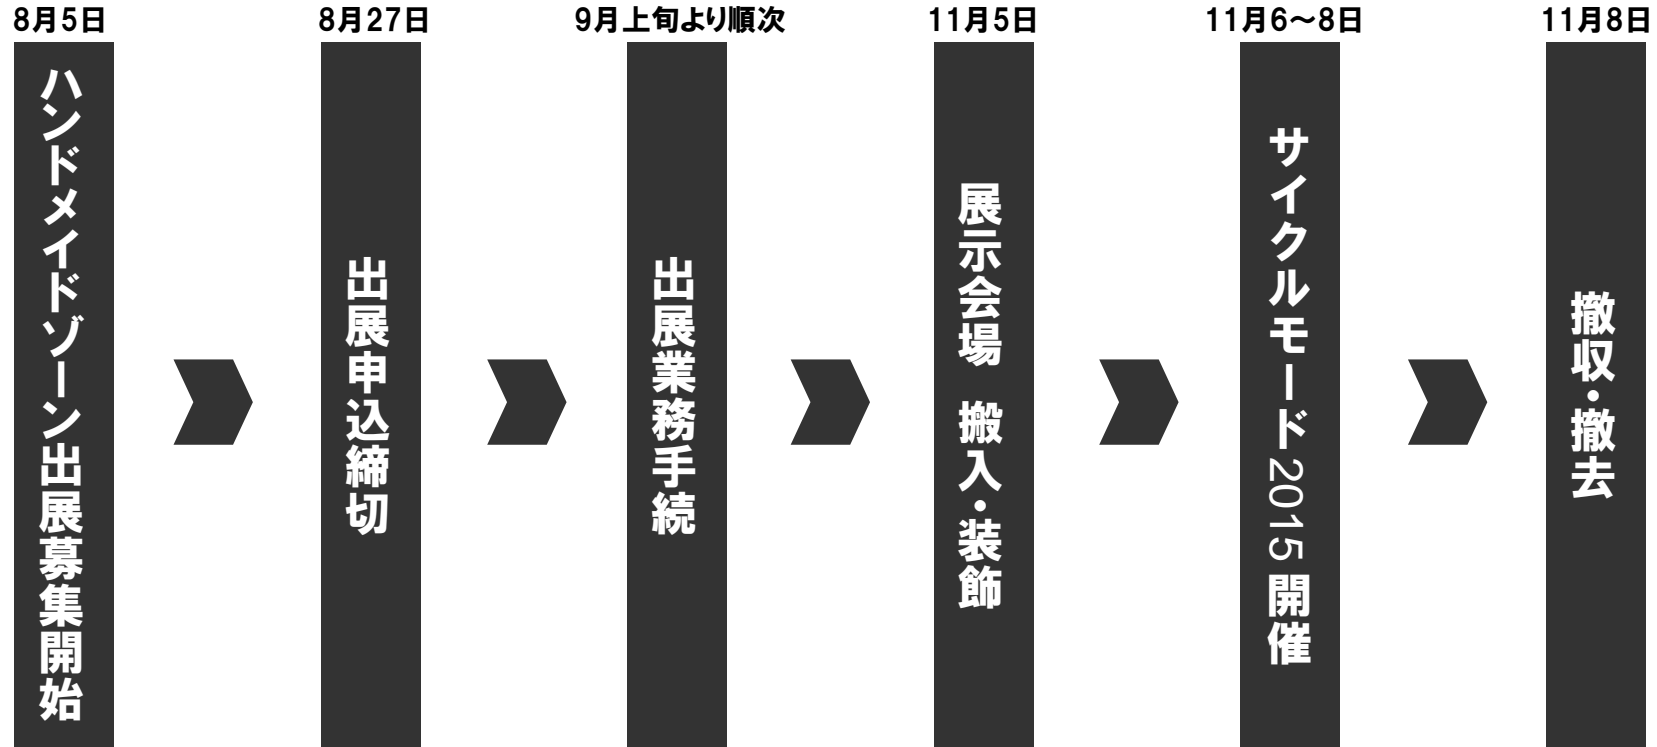 8月5日
ハンドメイドゾーン出展募集開始
8月27日
出展申込締切
9月上旬より順次
出展業務手続
11月5日
展示会場　搬入・装飾
11月6～8日
サイクルモード2015 開催
11月8日
撤収・撤去